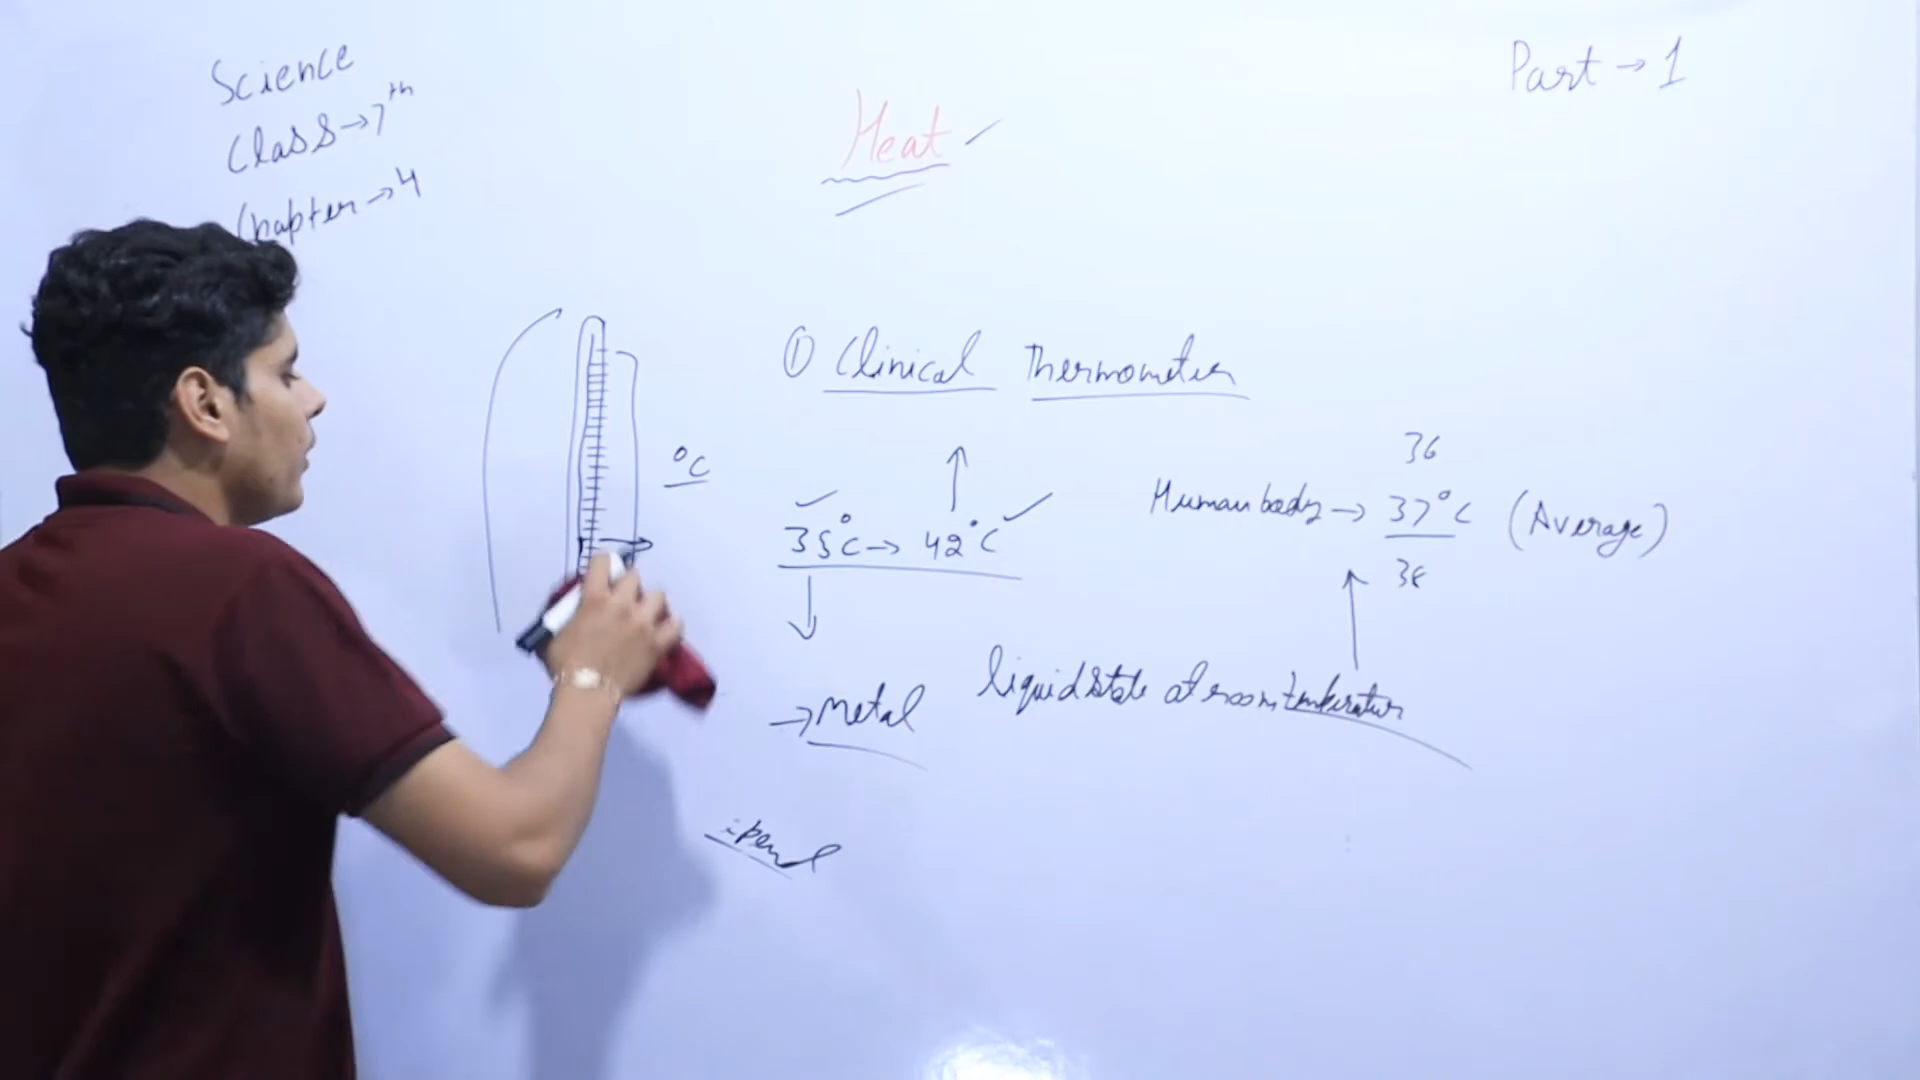 Science
Class→7th
Chapter→4
Part→1
Heat
① Clinical Thermometer
°C
35°C→42°C
36
Human body→37°C (Average)
38
→Metal liquid state at room temperatur